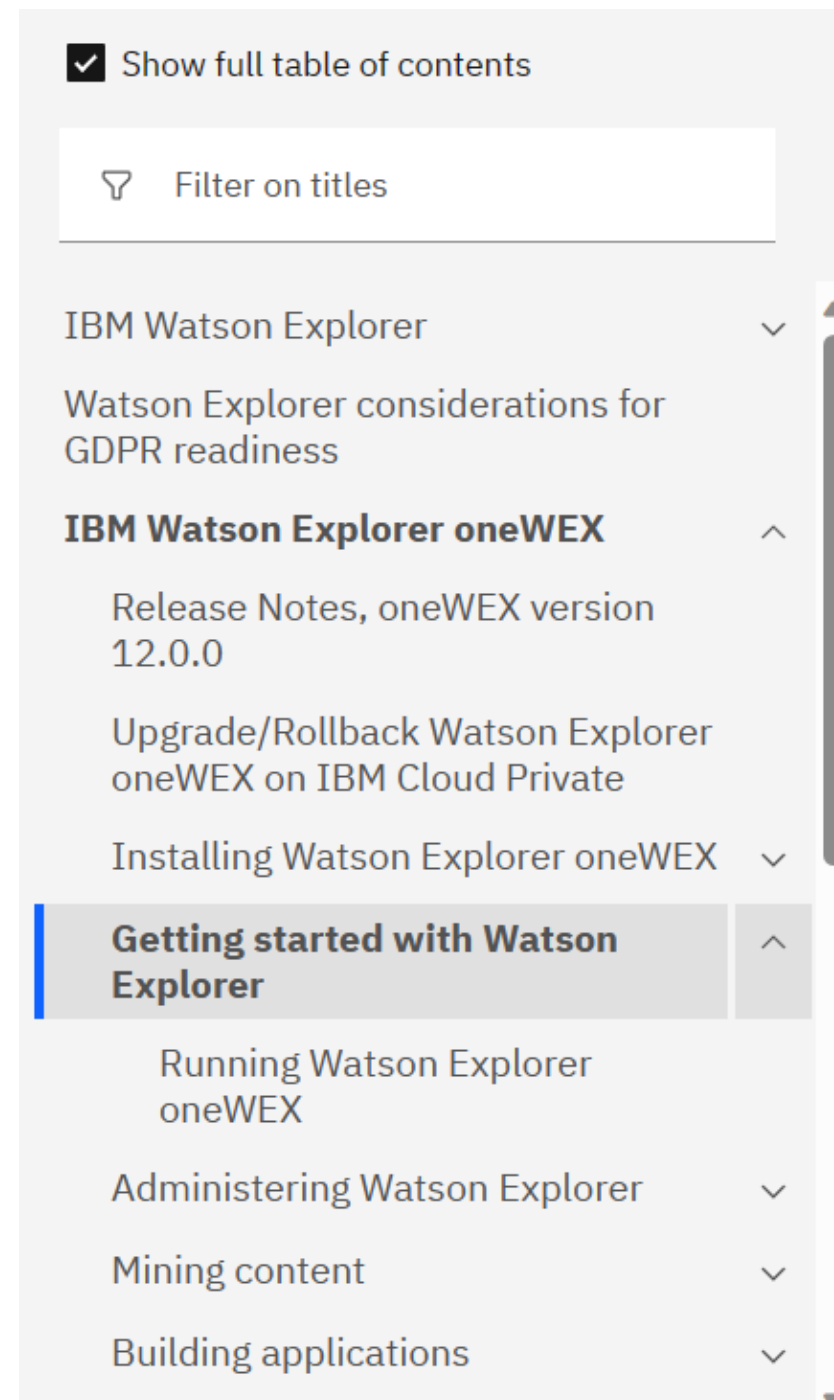 Show full table of contents
Filter on titles
IBM Watson Explorer
Watson Explorer considerations for
GDPR readiness
IBM Watson Explorer oneWEX
Release Notes, oneWEX version
12.0.0
Upgrade/Rollback Watson Explorer
oneWEX on IBM Cloud Private
Installing Watson Explorer oneWEX
Getting started with Watson
Explorer
Running Watson Explorer
oneWEX
Administering Watson Explorer
Mining content
Building applications